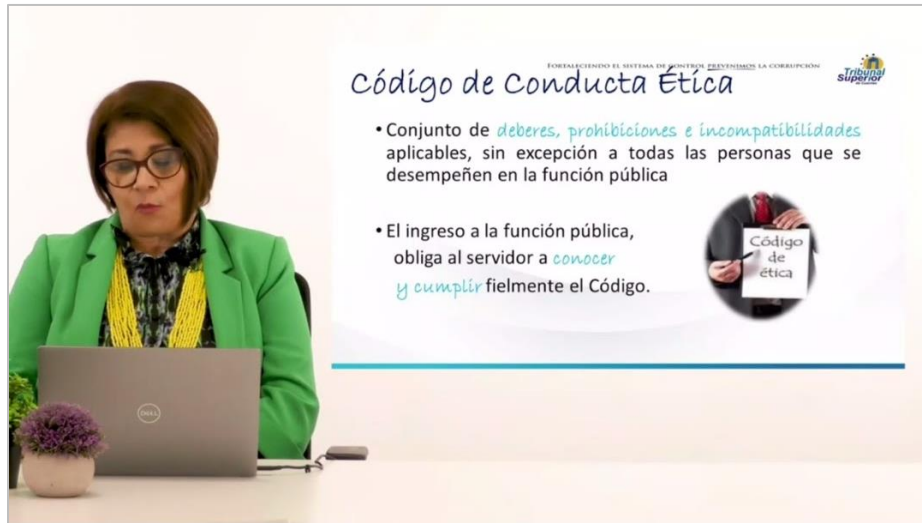 FORTALECIENDO EL SISTEMA DE CONTROL PREVENIMOS LA CORRUPCIÓN
Código de Conducta Ética
Tribunal
Superior
• Conjunto de deberes, prohibiciones e incompatibilidades
aplicables, sin excepción a todas las personas que se
desempeñen en la función pública
• El ingreso a la función pública,
obliga al servidor a conocer
y cumplir fielmente el Código.
Código
de
ética
DELL